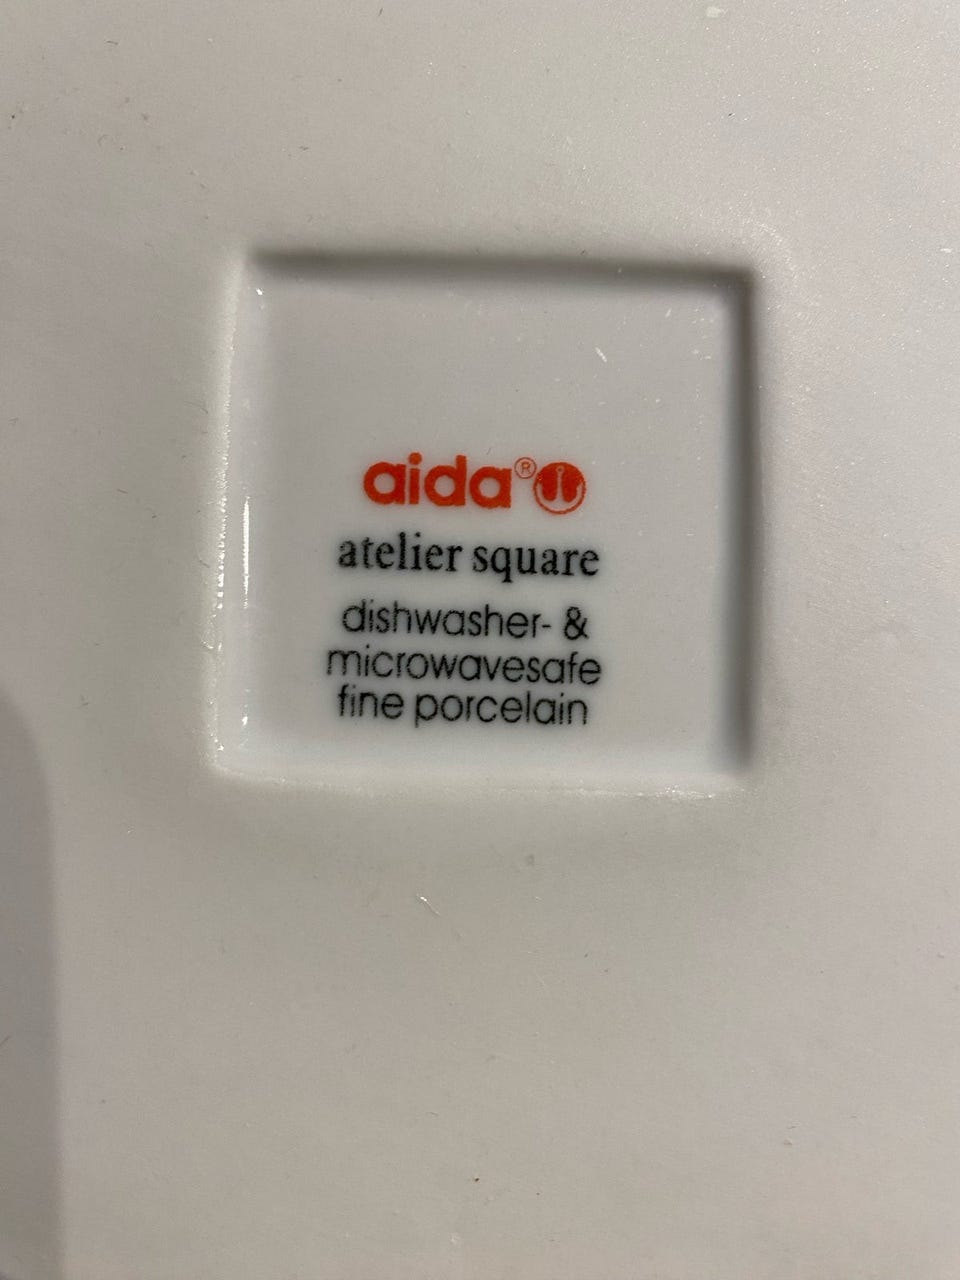 aida®
atelier square
dishwasher- &
microwavesafe
fine porcelain